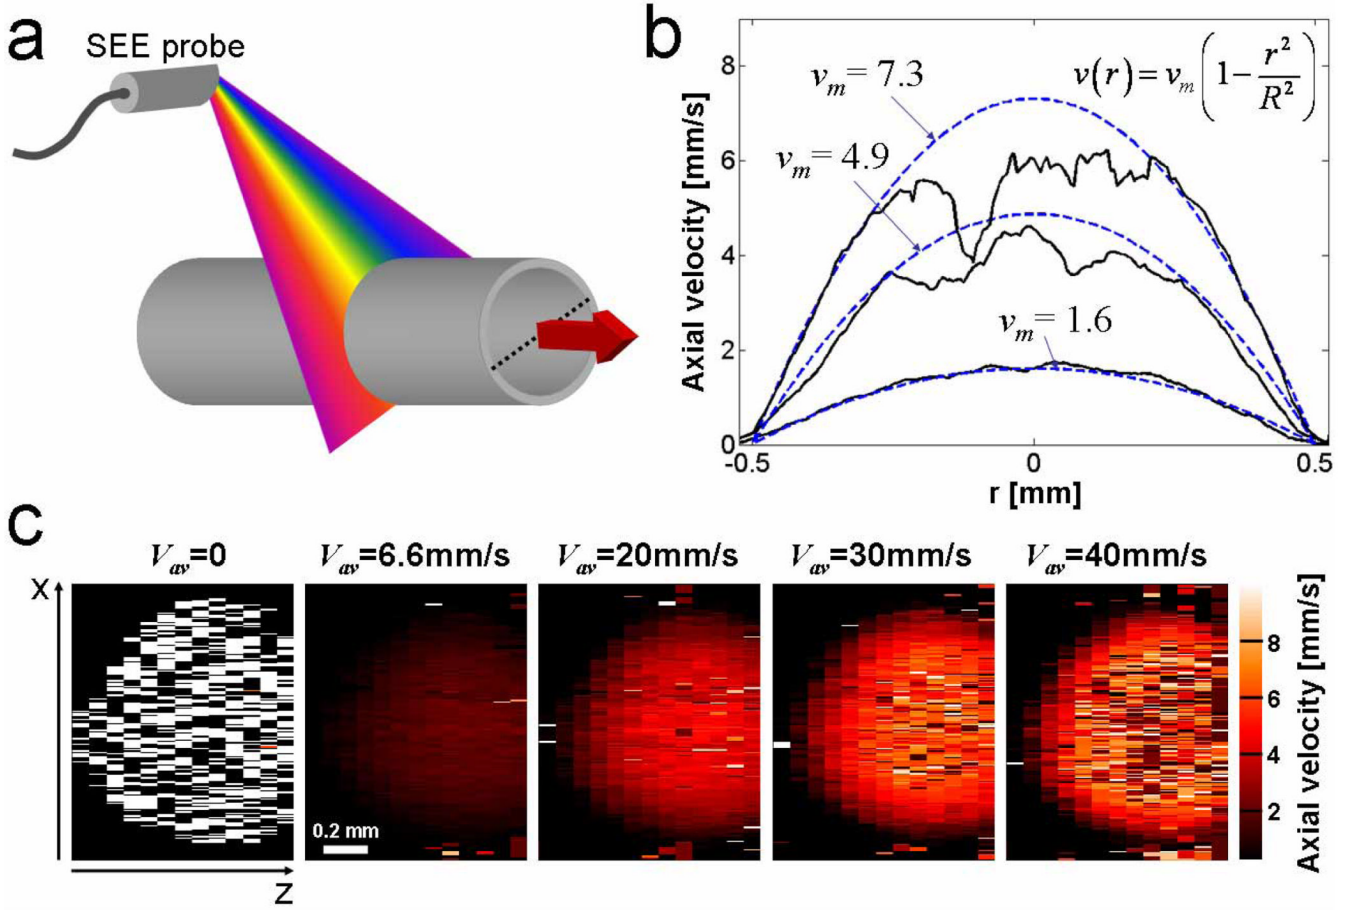 a
SEE probe
b
Axial velocity [mm/s]
8
6
4
2
0
v_m = 7.3
v_m = 4.9
v_m = 1.6
v(r) = v_m (1 - r²/R²)
-0.5 0 0.5
r [mm]
c
V_av=0 V_av=6.6mm/s V_av=20mm/s V_av=30mm/s V_av=40mm/s
X
0.2 mm
Z
8
6
4
2
Axial velocity [mm/s]